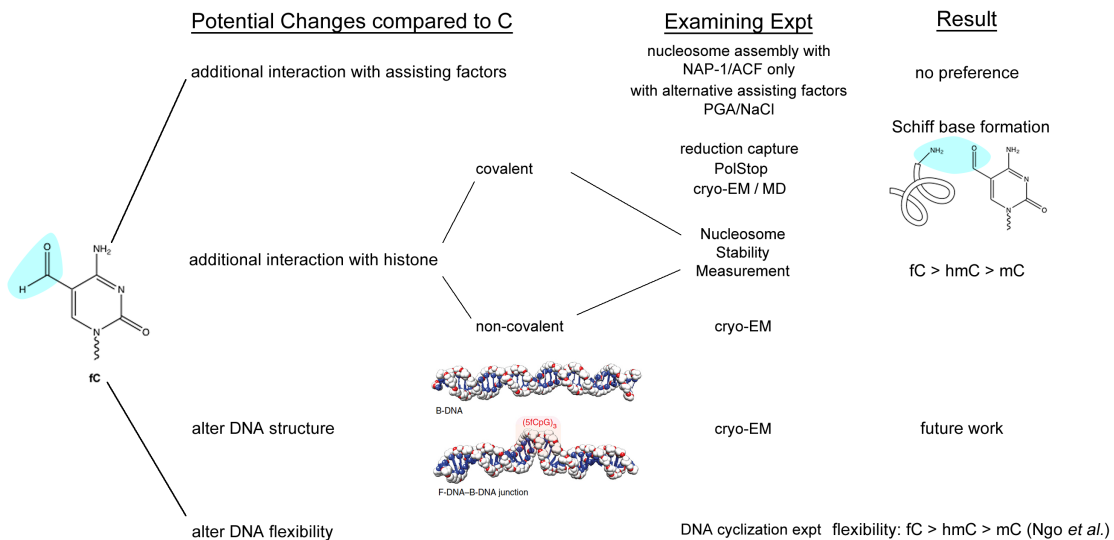 Potential Changes compared to C
Examining Expt
Result
additional interaction with assisting factors
nucleosome assembly with
NAP-1/ACF only
with alternative assisting factors
PGA/NaCl
no preference
Schiff base formation
NH₂
O
NH₂
N
N
O
covalent
reduction capture
PolStop
cryo-EM / MD
additional interaction with histone
Nucleosome
Stability
Measurement
fC > hmC > mC
non-covalent
cryo-EM
O
H
NH₂
N
N
O
fC
B-DNA
(5fCpG)₃
F-DNA–B-DNA junction
alter DNA structure
cryo-EM
future work
alter DNA flexibility
DNA cyclization expt
flexibility: fC > hmC > mC (Ngo et al.)